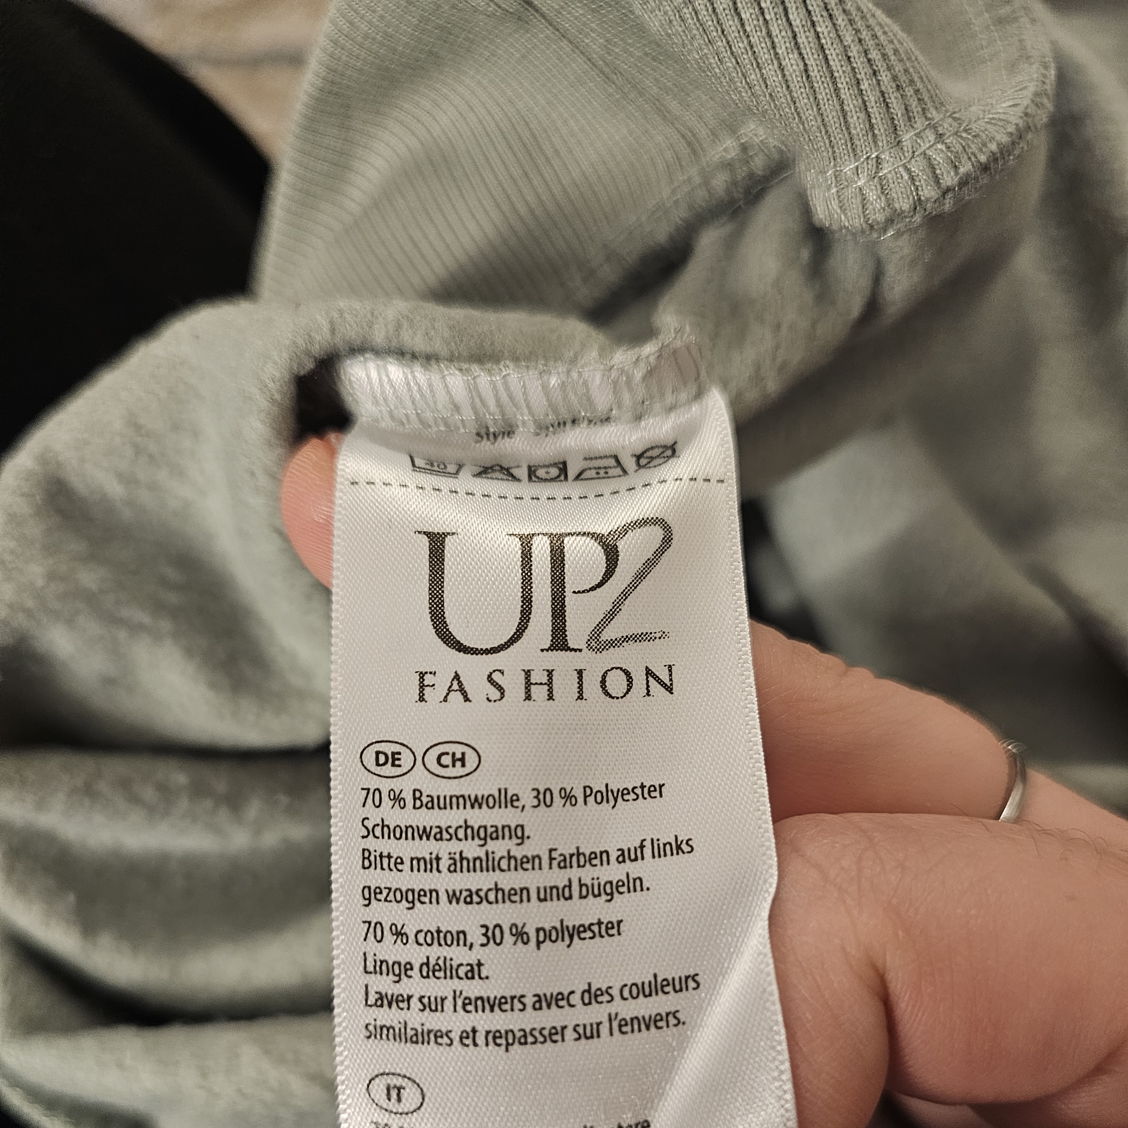 Style
UP2
FASHION
DE CH
70 % Baumwolle, 30 % Polyester
Schonwaschgang.
Bitte mit ähnlichen Farben auf links
gezogen waschen und bügeln.
70 % coton, 30 % polyester
Linge délicat.
Laver sur l'envers avec des couleurs
similaires et repasser sur l'envers.
IT